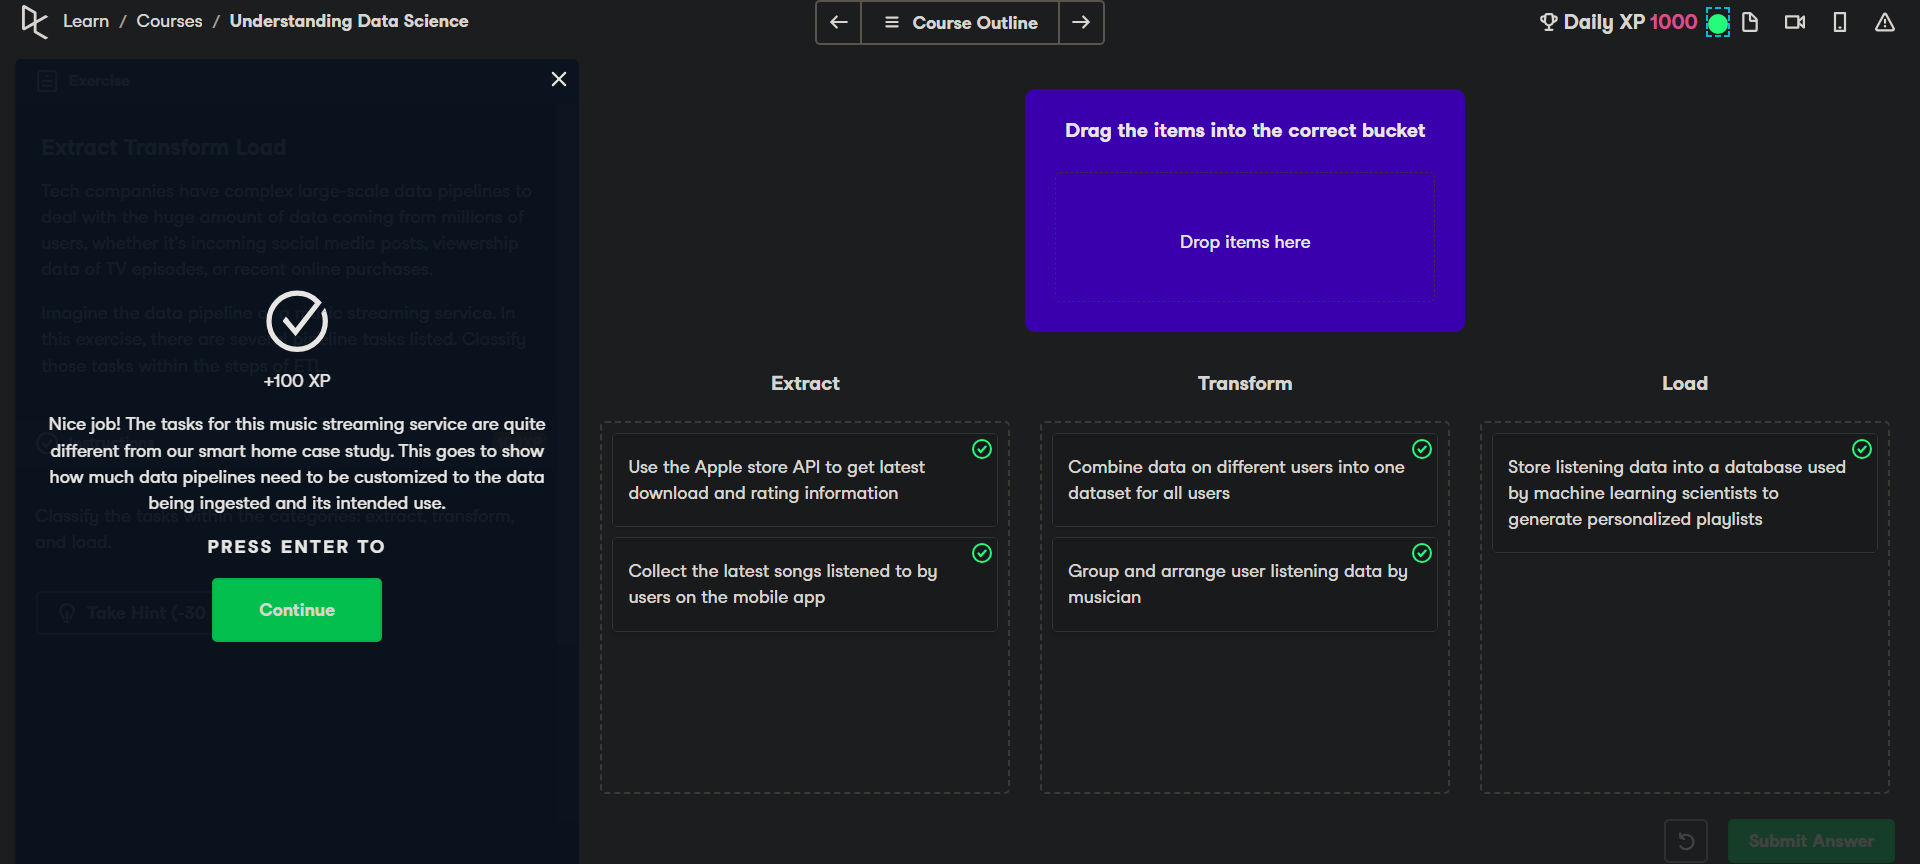 Learn / Courses / Understanding Data Science
Course Outline
Daily XP 1000
Exercise
Extract Transform Load
Tech companies have complex large-scale data pipelines to
deal with the huge amount of data coming from millions of
users, whether it's incoming social media posts, viewership
data of TV episodes, or recent online purchases.
Imagine the data pipeline of a music streaming service. In
this exercise, there are several pipeline tasks listed. Classify
those tasks within the steps of ETL.
+100 XP
Nice job! The tasks for this music streaming service are quite
different from our smart home case study. This goes to show
how much data pipelines need to be customized to the data
being ingested and its intended use.
Instructions
Classify the tasks within the categories: extract, transform,
and load.
PRESS ENTER TO
Take Hint (-30
Continue
Drag the items into the correct bucket
Drop items here
Extract
Use the Apple store API to get latest
download and rating information
Collect the latest songs listened to by
users on the mobile app
Transform
Combine data on different users into one
dataset for all users
Group and arrange user listening data by
musician
Load
Store listening data into a database used
by machine learning scientists to
generate personalized playlists
Submit Answer